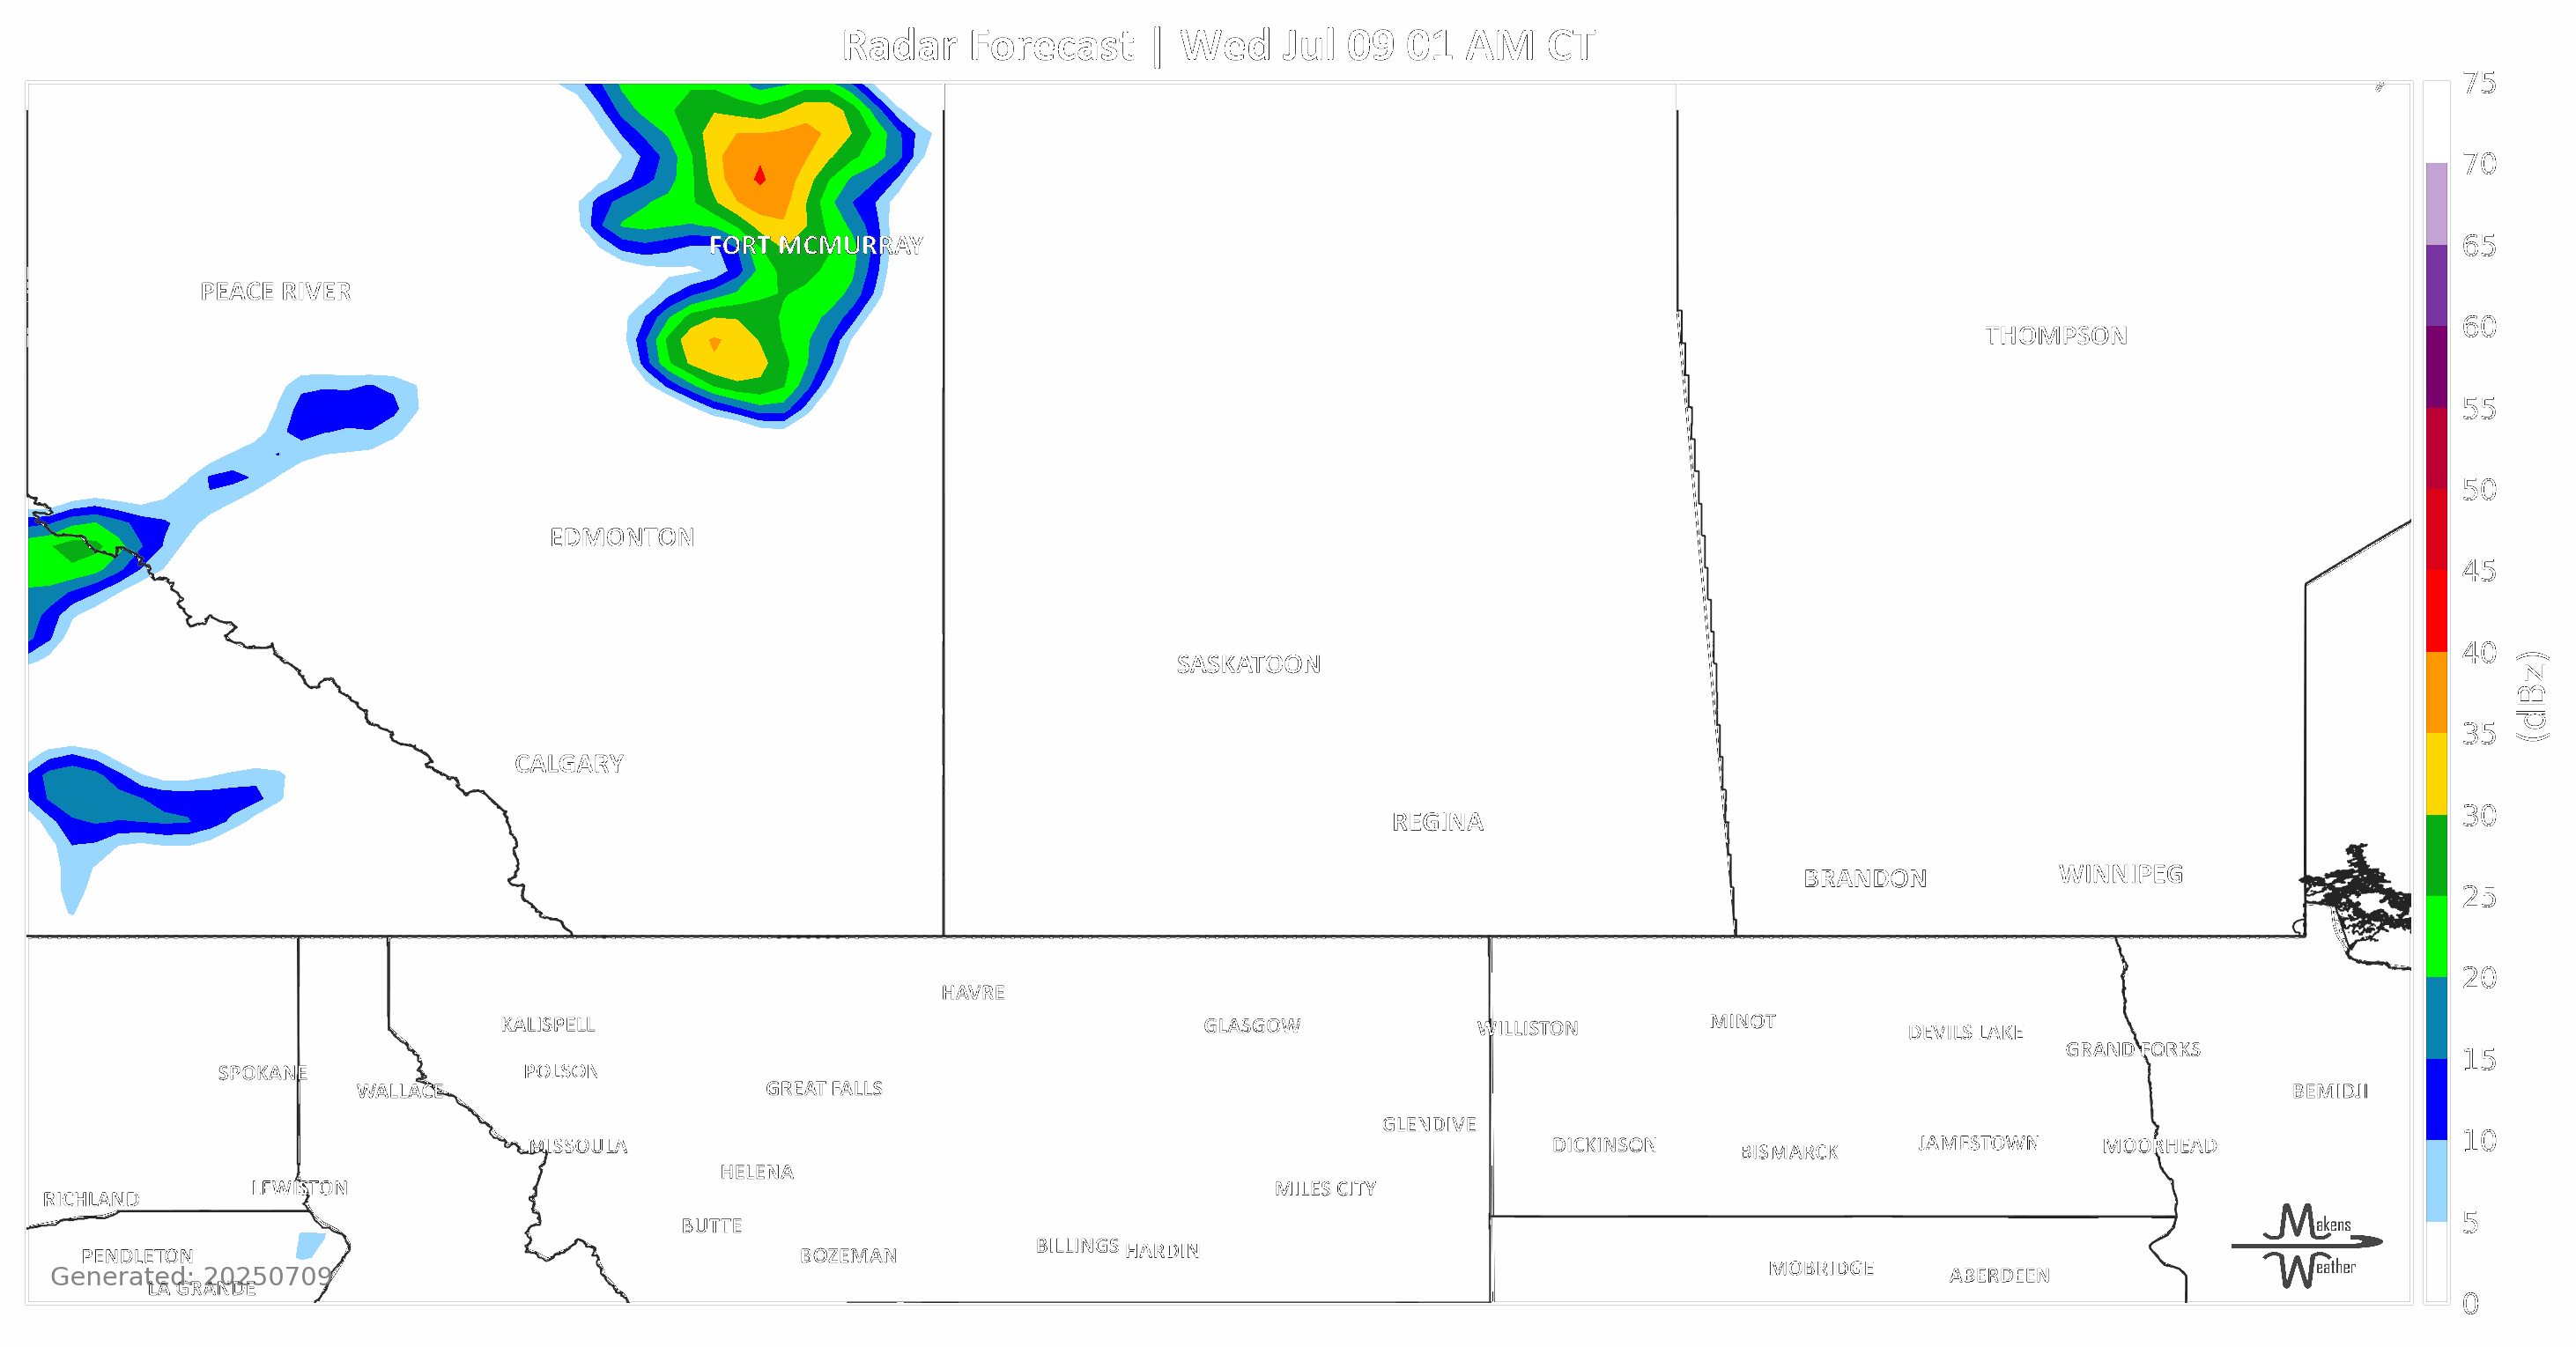 Radar Forecast | Wed Jul 09 01 AM CT
75
70
65
60
55
50
45
40
35
30
25
20
15
10
5
0
(dBz)
FORT MCMURRAY
PEACE RIVER
THOMPSON
EDMONTON
SASKATOON
CALGARY
REGINA
BRANDON
WINNIPEG
HAVRE
KALISPELL
GLASGOW
WILLISTON
MINOT
DEVILS LAKE
GRAND FORKS
SPOKANE
POLSON
WALLACE
GREAT FALLS
BEMIDJI
GLENDIVE
MISSOULA
DICKINSON
BISMARCK
JAMESTOWN
MOORHEAD
HELENA
LEWISTON
MILES CITY
RICHLAND
BUTTE
BILLINGS
HARDIN
PENDLETON
BOZEMAN
MOBRIDGE
ABERDEEN
Generated: 20250709
LA GRANDE
Makens
Weather